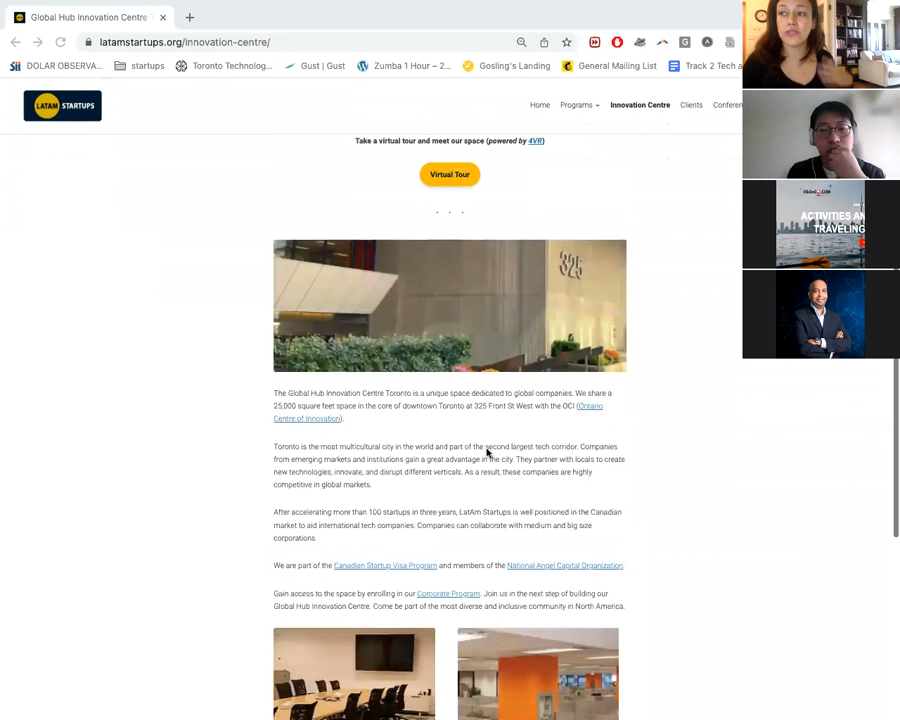 Global Hub Innovation Centre
latamstartups.org/innovation-centre/
DOLAR OBSERVA...
startups
Toronto Technolog...
Gust | Gust
Zumba 1 Hour – 2...
Gosling's Landing
General Mailing List
Track 2 Tech a
LATAM STARTUPS
Home
Programs
Innovation Centre
Clients
Conferen
Take a virtual tour and meet our space (powered by 4VR)
Virtual Tour
. . .
325
The Global Hub Innovation Centre Toronto is a unique space dedicated to global companies. We share a
25,000 square feet space in the core of downtown Toronto at 325 Front St West with the OCI (Ontario
Centre of Innovation).
Toronto is the most multicultural city in the world and part of the second largest tech corridor. Companies
from emerging markets and institutions gain a great advantage in the city. They partner with locals to create
new technologies, innovate, and disrupt different verticals. As a result, these companies are highly
competitive in global markets.
After accelerating more than 100 startups in three years, LatAm Startups is well positioned in the Canadian
market to aid international tech companies. Companies can collaborate with medium and big size
corporations
We are part of the Canadian Startup Visa Program and members of the National Angel Capital Organization.
Gain access to the space by enrolling in our Corporate Program. Join us in the next step of building our
Global Hub Innovation Centre. Come be part of the most diverse and inclusive community in North America.
ACTIVITIES AN
TRAVELING